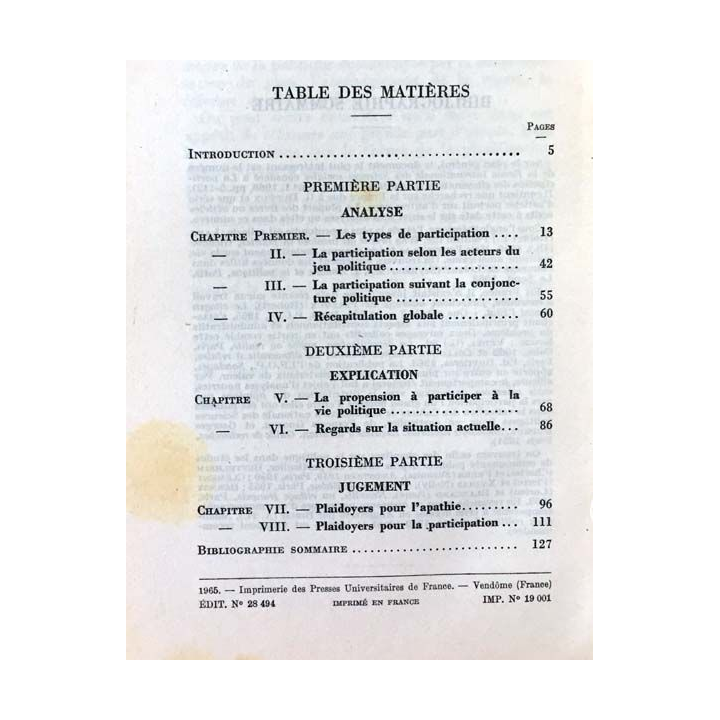 TABLE DES MATIÈRES
PAGES
INTRODUCTION .................................... 5
PREMIÈRE PARTIE
ANALYSE
CHAPITRE PREMIER. — Les types de participation .... 13
— II. — La participation selon les acteurs du
jeu politique ................... 42
— III. — La participation suivant la conjonc-
ture politique .................. 55
— IV. — Récapitulation globale ........... 60
DEUXIÈME PARTIE
EXPLICATION
CHAPITRE V. — La propension à participer à la
vie politique ................... 68
— VI. — Regards sur la situation actuelle... 86
TROISIÈME PARTIE
JUGEMENT
CHAPITRE VII. — Plaidoyers pour l'apathie......... 96
— VIII. — Plaidoyers pour la participation ... 111
BIBLIOGRAPHIE SOMMAIRE ......................... 127
1965. — Imprimerie des Presses Universitaires de France. — Vendôme (France)
ÉDIT. N° 28 494 IMPRIMÉ EN FRANCE IMP. N° 19 001